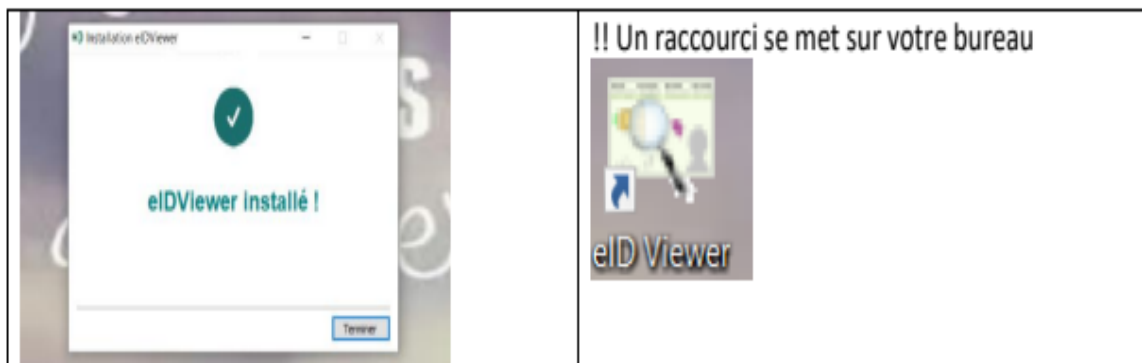 Installation eIDViewer
eIDViewer installé !
Terminer
!! Un raccourci se met sur votre bureau
eID Viewer